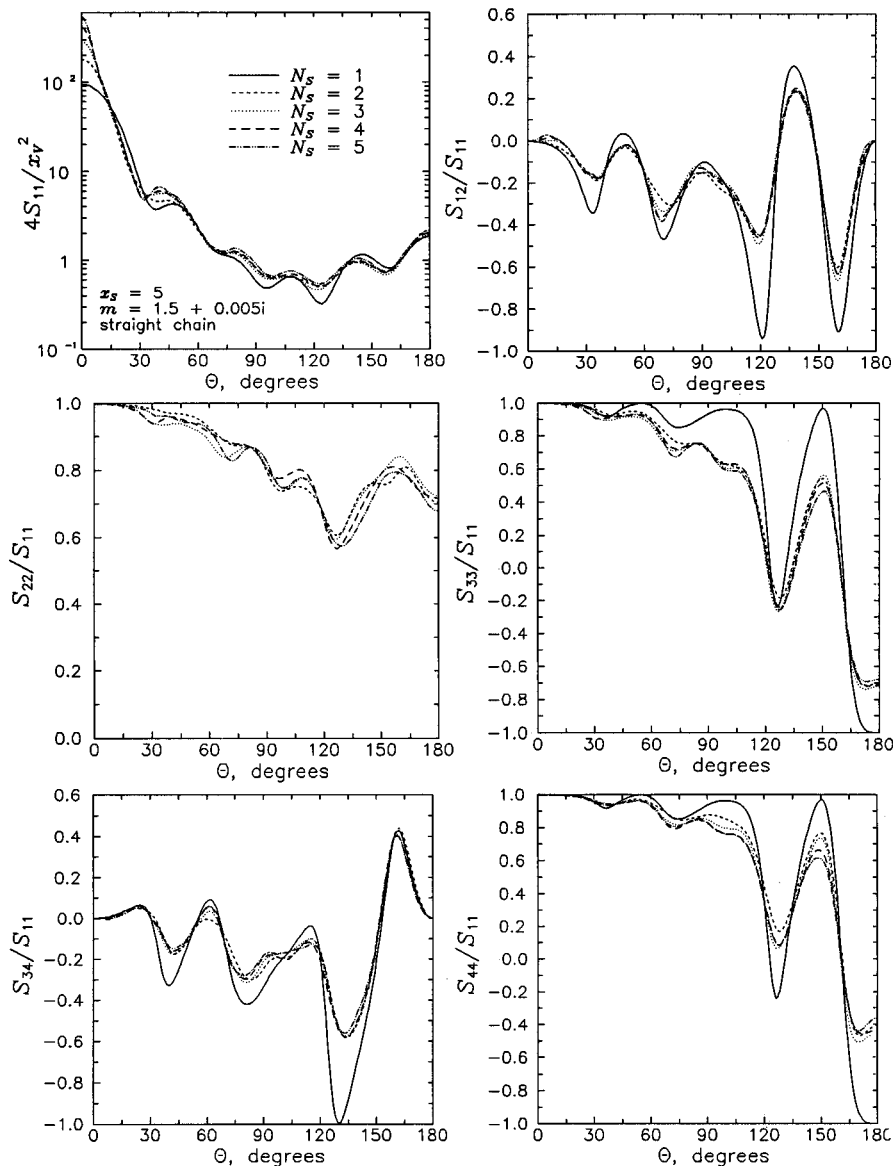 4S₁₁/xᵥ²
10²
10
1
10⁻¹
Nₛ = 1
Nₛ = 2
Nₛ = 3
Nₛ = 4
Nₛ = 5
xₛ = 5
m = 1.5 + 0.005i
straight chain
0 30 60 90 120 150 180
Θ, degrees
S₁₂/S₁₁
0.6
0.4
0.2
0.0
−0.2
−0.4
−0.6
−0.8
−1.0
0 30 60 90 120 150 180
Θ, degrees
S₂₂/S₁₁
1.0
0.8
0.6
0.4
0.2
0.0
0 30 60 90 120 150 180
Θ, degrees
S₃₃/S₁₁
1.0
0.8
0.6
0.4
0.2
0.0
−0.2
−0.4
−0.6
−0.8
−1.0
0 30 60 90 120 150 180
Θ, degrees
S₃₄/S₁₁
0.6
0.4
0.2
0.0
−0.2
−0.4
−0.6
−0.8
−1.0
0 30 60 90 120 150 180
Θ, degrees
S₄₄/S₁₁
1.0
0.8
0.6
0.4
0.2
0.0
−0.2
−0.4
−0.6
−0.8
−1.0
0 30 60 90 120 150 180
Θ, degrees